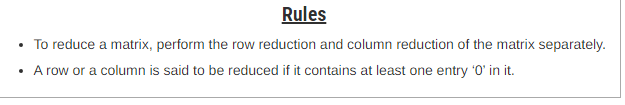 Rules
• To reduce a matrix, perform the row reduction and column reduction of the matrix separately.
• A row or a column is said to be reduced if it contains at least one entry ‘0’ in it.